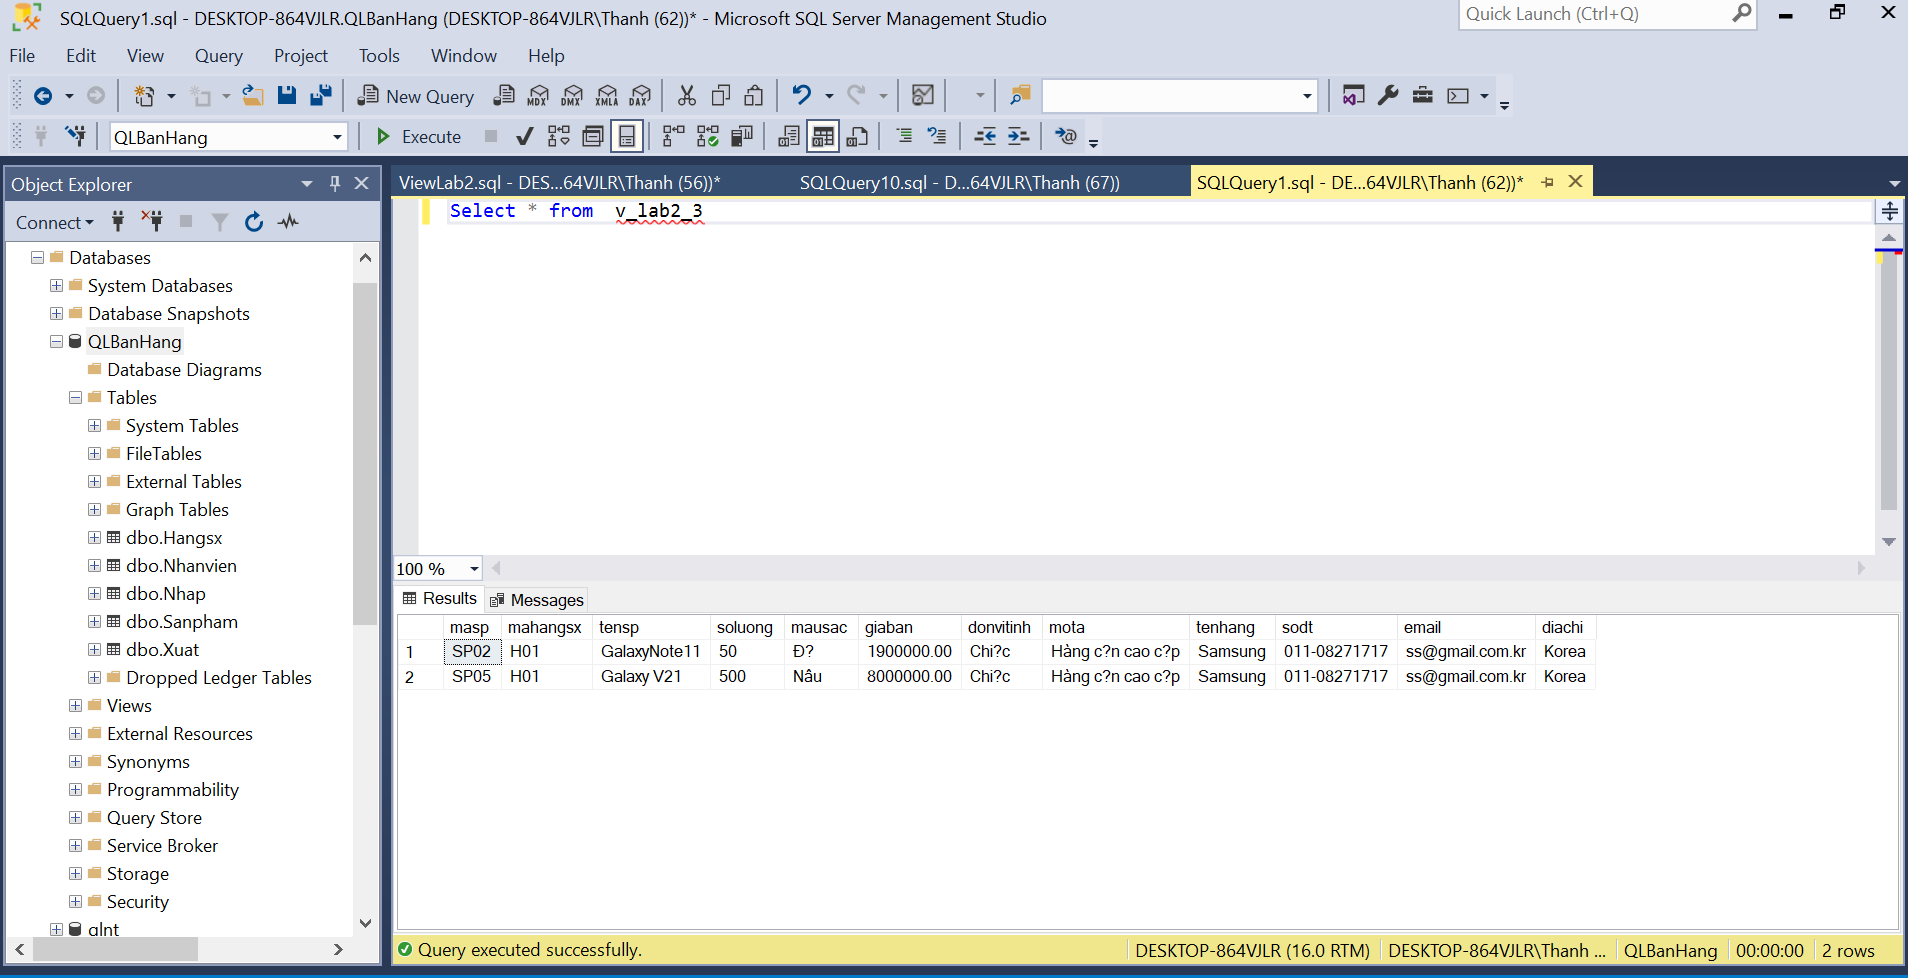 SQLQuery1.sql - DESKTOP-864VJLR.QLBanHang (DESKTOP-864VJLR\Thanh (62))* - Microsoft SQL Server Management Studio
Quick Launch (Ctrl+Q)
File Edit View Query Project Tools Window Help
New Query MDX DMX XMLA DAX
QLBanHang Execute
Object Explorer
ViewLab2.sql - DES...64VJLR\Thanh (56))* SQLQuery10.sql - D...64VJLR\Thanh (67)) SQLQuery1.sql - DE...64VJLR\Thanh (62))*
Connect
Select * from v_lab2_3
Databases
System Databases
Database Snapshots
QLBanHang
Database Diagrams
Tables
System Tables
FileTables
External Tables
Graph Tables
dbo.Hangsx
dbo.Nhanvien
dbo.Nhap
dbo.Sanpham
dbo.Xuat
Dropped Ledger Tables
Views
External Resources
Synonyms
Programmability
Query Store
Service Broker
Storage
Security
qlnt
100 %
Results Messages
masp mahangsx tensp soluong mausac giaban donvitinh mota tenhang sodt email diachi
1 SP02 H01 GalaxyNote11 50 Đ? 1900000.00 Chi?c Hàng c?n cao c?p Samsung 011-08271717 ss@gmail.com.kr Korea
2 SP05 H01 Galaxy V21 500 Nâu 8000000.00 Chi?c Hàng c?n cao c?p Samsung 011-08271717 ss@gmail.com.kr Korea
Query executed successfully. DESKTOP-864VJLR (16.0 RTM) DESKTOP-864VJLR\Thanh ... QLBanHang 00:00:00 2 rows